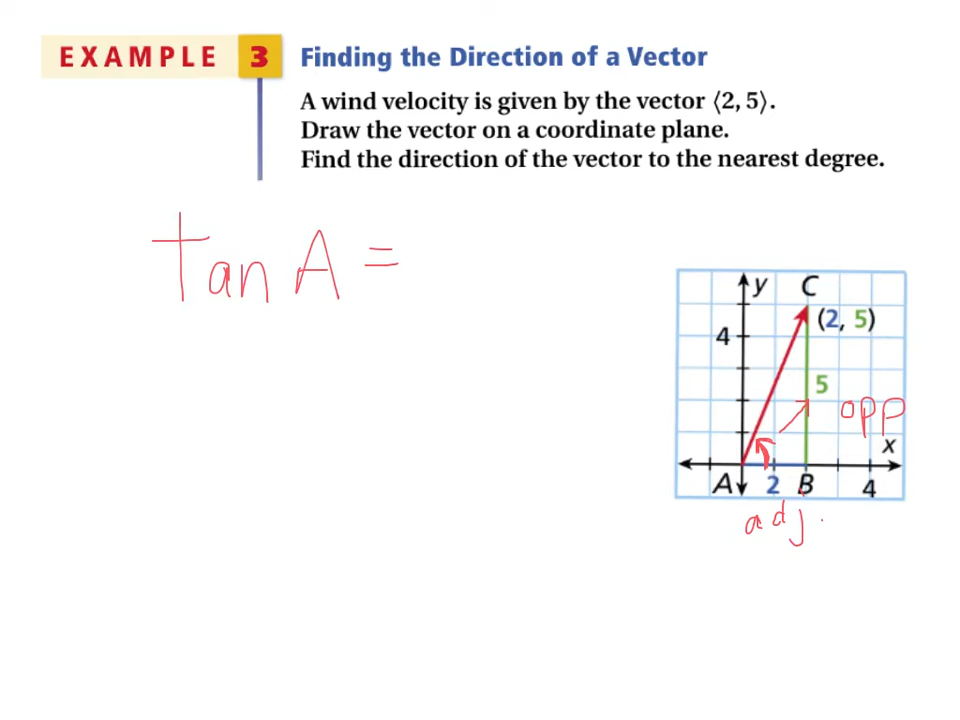 EXAMPLE 3 Finding the Direction of a Vector
A wind velocity is given by the vector ⟨2, 5⟩.
Draw the vector on a coordinate plane.
Find the direction of the vector to the nearest degree.
tan A =
y C
(2, 5)
4
5
opp
x
A 2 B 4
adj.